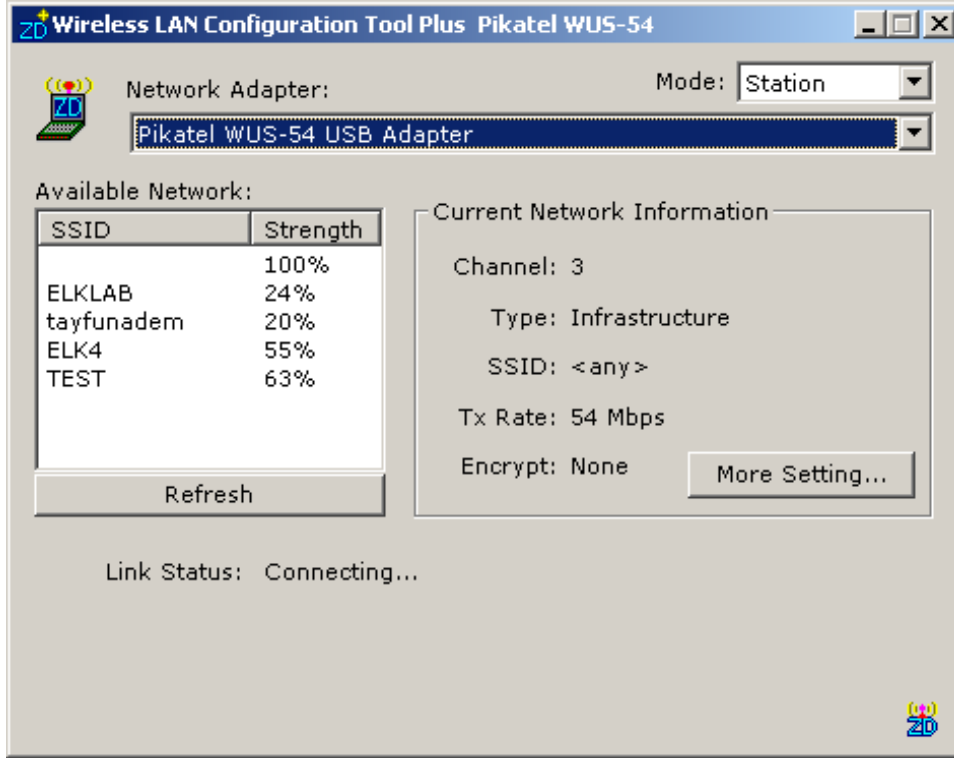 ZD Wireless LAN Configuration Tool Plus Pikatel WUS-54
ZD
Network Adapter:
Mode: Station
Pikatel WUS-54 USB Adapter
Available Network:
SSID Strength
100%
ELKLAB 24%
tayfunadem 20%
ELK4 55%
TEST 63%
Refresh
Current Network Information
Channel: 3
Type: Infrastructure
SSID: <any>
Tx Rate: 54 Mbps
Encrypt: None
More Setting...
Link Status: Connecting...
ZD